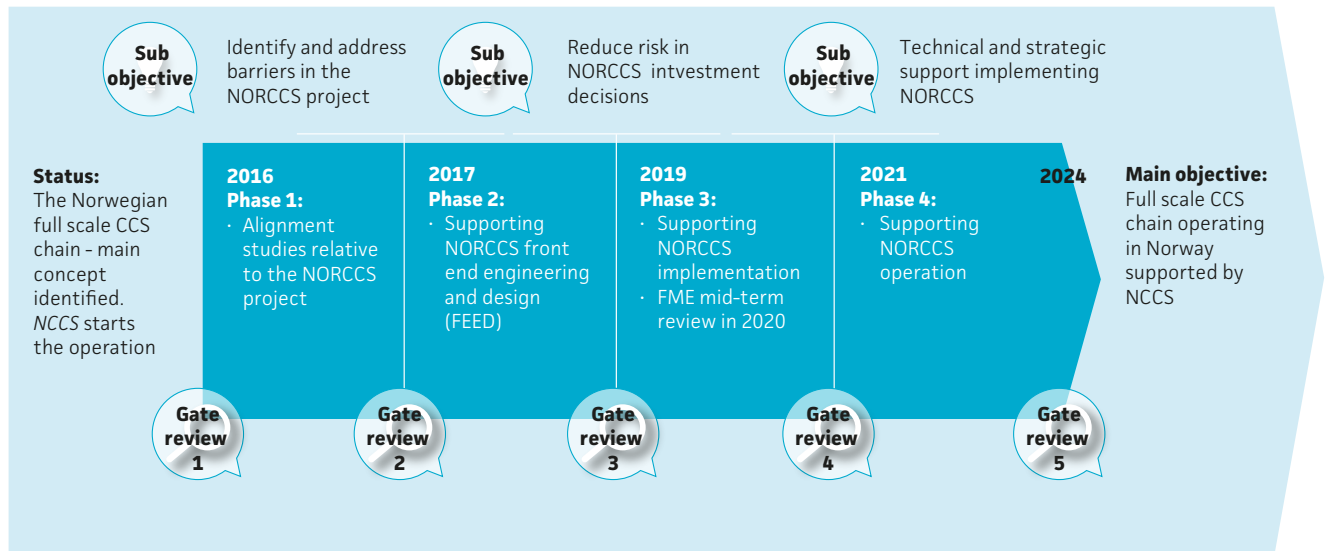 Sub
objective
Identify and address
barriers in the
NORCCS project
Sub
objective
Reduce risk in
NORCCS intvestment
decisions
Sub
objective
Technical and strategic
support implementing
NORCCS
Status:
The Norwegian
full scale CCS
chain - main
concept
identified.
NCCS starts
the operation
2016
Phase 1:
· Alignment
studies relative
to the NORCCS
project
2017
Phase 2:
· Supporting
NORCCS front
end engineering
and design
(FEED)
2019
Phase 3:
· Supporting
NORCCS
implementation
· FME mid-term
review in 2020
2021
Phase 4:
· Supporting
NORCCS
operation
2024
Main objective:
Full scale CCS
chain operating
in Norway
supported by
NCCS
Gate
review
1
Gate
review
2
Gate
review
3
Gate
review
4
Gate
review
5